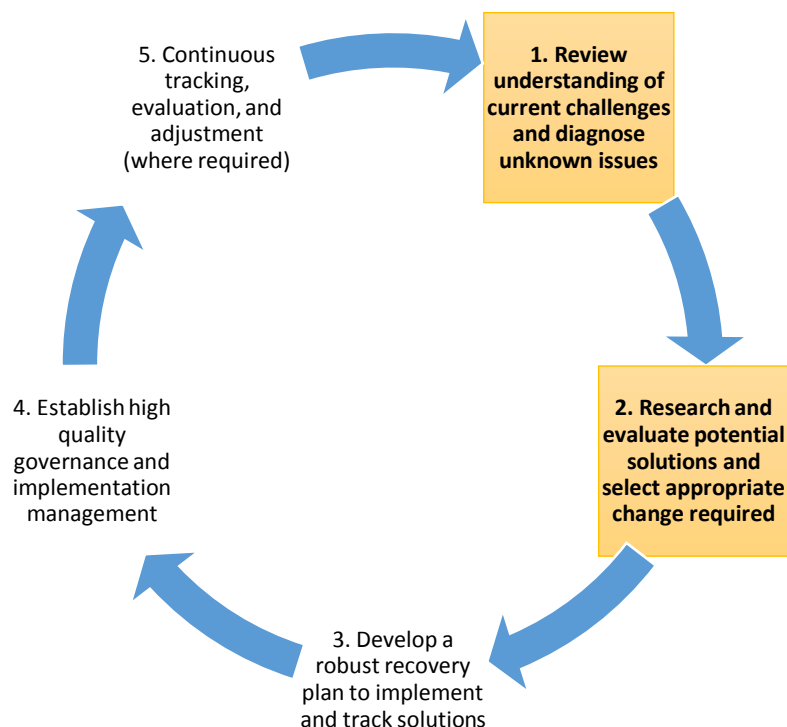 1. Review
understanding of
current challenges
and diagnose
unknown issues
2. Research and
evaluate potential
solutions and
select appropriate
change required
3. Develop a
robust recovery
plan to implement
and track solutions
4. Establish high
quality
governance and
implementation
management
5. Continuous
tracking,
evaluation, and
adjustment
(where required)